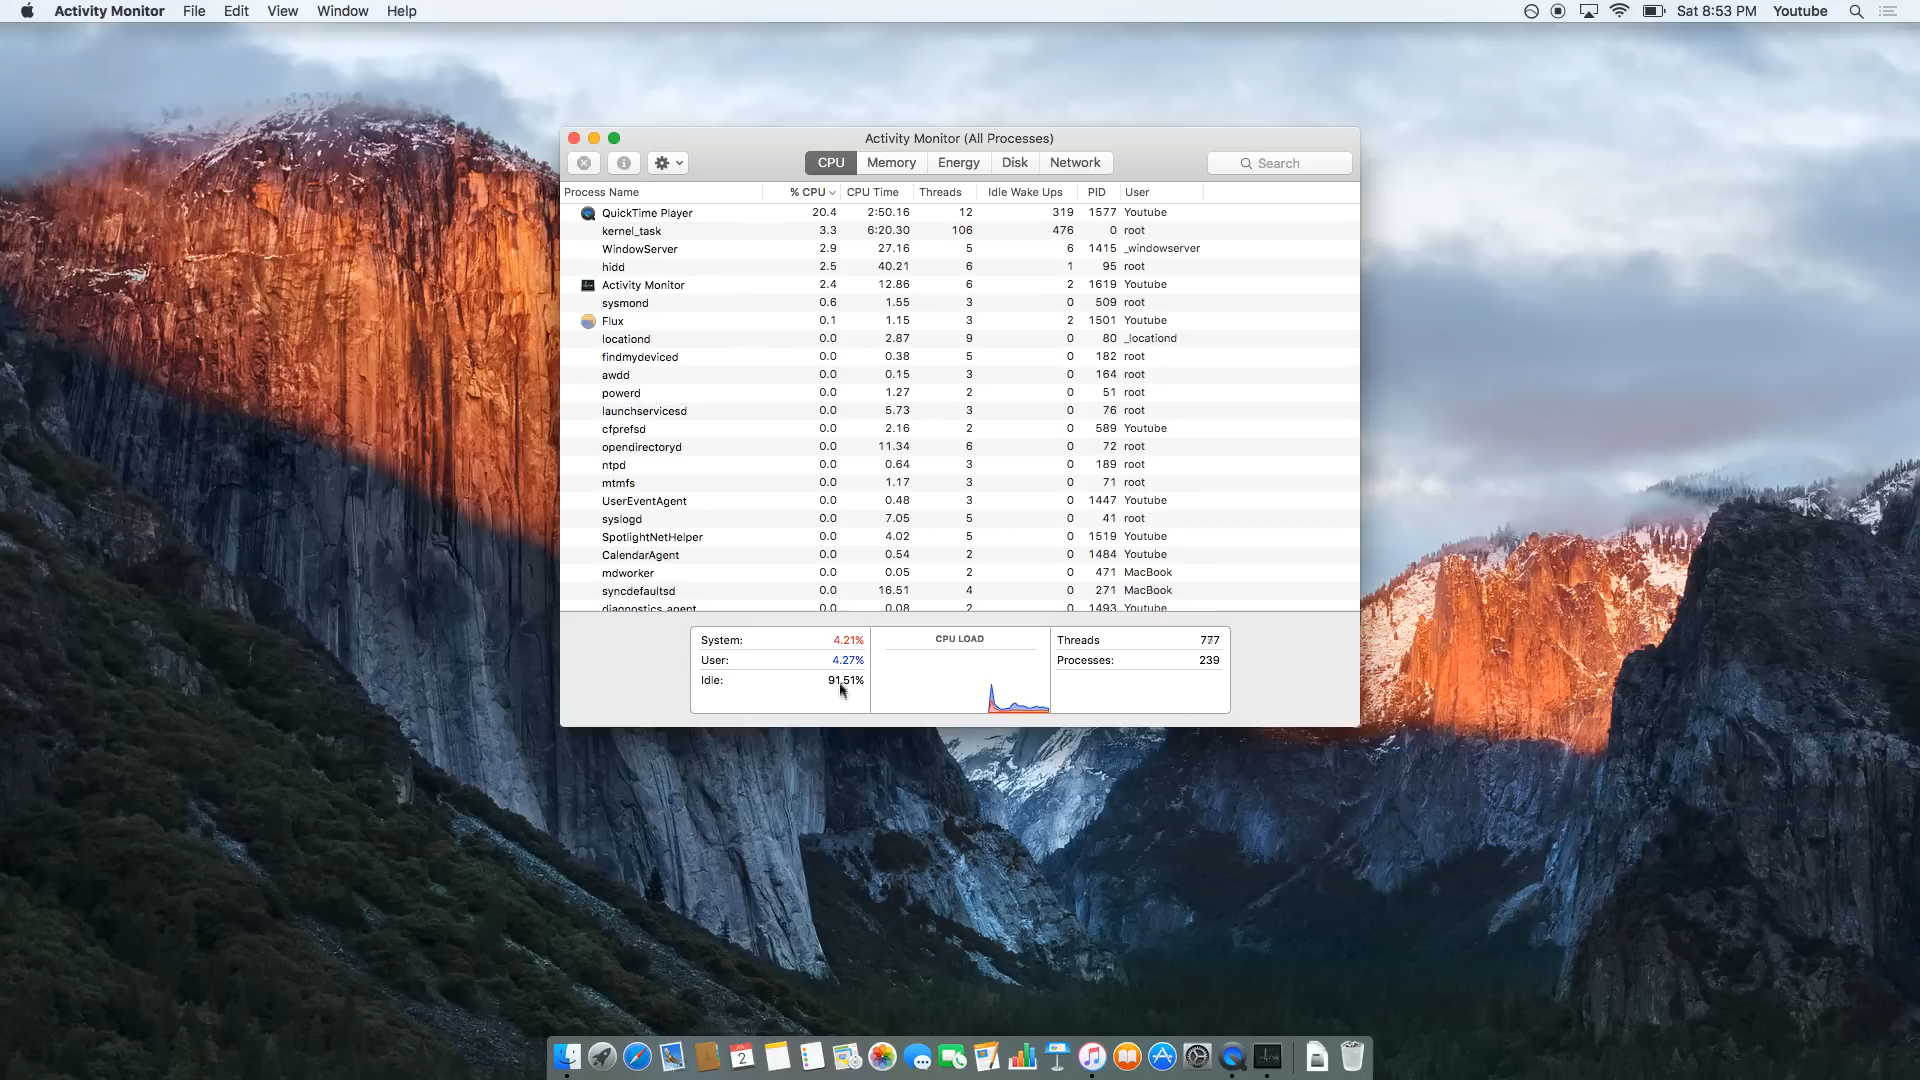 Activity Monitor File Edit View Window Help Sat 8:53 PM Youtube
Activity Monitor (All Processes)
CPU Memory Energy Disk Network Search
Process Name % CPU CPU Time Threads Idle Wake Ups PID User
QuickTime Player 20.4 2:50.16 12 319 1577 Youtube
kernel_task 3.3 6:20.30 106 476 0 root
WindowServer 2.9 27.16 5 6 1415 _windowserver
hidd 2.5 40.21 6 1 95 root
Activity Monitor 2.4 12.86 6 2 1619 Youtube
sysmond 0.6 1.55 3 0 509 root
Flux 0.1 1.15 3 2 1501 Youtube
locationd 0.0 2.87 9 0 80 _locationd
findmydeviced 0.0 0.38 5 0 182 root
awdd 0.0 0.15 3 0 164 root
powerd 0.0 1.27 2 0 51 root
launchservicesd 0.0 5.73 3 0 76 root
cfprefsd 0.0 2.16 2 0 589 Youtube
opendirectoryd 0.0 11.34 6 0 72 root
ntpd 0.0 0.64 3 0 189 root
mtmfs 0.0 1.17 3 0 71 root
UserEventAgent 0.0 0.48 3 0 1447 Youtube
syslogd 0.0 7.05 5 0 41 root
SpotlightNetHelper 0.0 4.02 5 0 1519 Youtube
CalendarAgent 0.0 0.54 2 0 1484 Youtube
mdworker 0.0 0.05 2 0 471 MacBook
syncdefaultsd 0.0 16.51 4 0 271 MacBook
diagnostics_agent 0.0 0.08 2 0 1493 Youtube
System: 4.21% CPU LOAD Threads 777
User: 4.27% Processes: 239
Idle: 91.51%
2